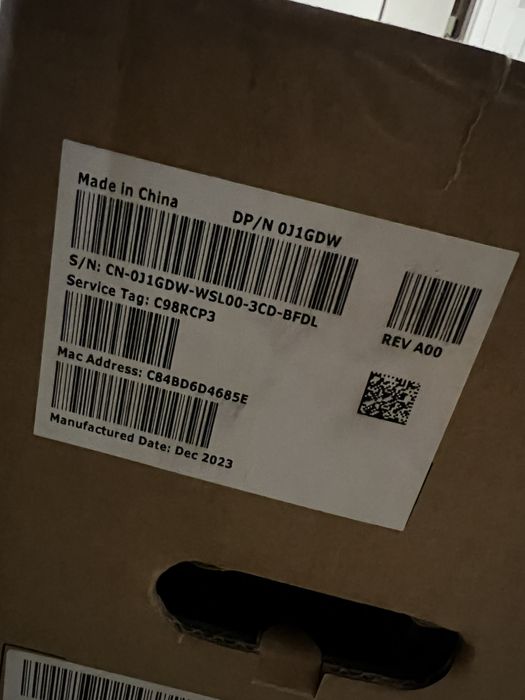 Made in China
DP/N 0J1GDW
S/N: CN-0J1GDW-WSL00-3CD-BFDL
REV A00
Service Tag: C98RCP3
Mac Address: C84BD6D4685E
Manufactured Date: Dec 2023